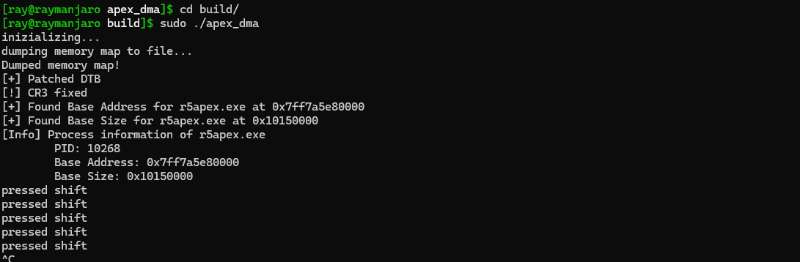 [ray@raymanjaro apex_dma]$ cd build/
[ray@raymanjaro build]$ sudo ./apex_dma
inizializing...
dumping memory map to file...
Dumped memory map!
[+] Patched DTB
[!] CR3 fixed
[+] Found Base Address for r5apex.exe at 0x7ff7a5e80000
[+] Found Base Size for r5apex.exe at 0x10150000
[Info] Process information of r5apex.exe
PID: 10268
Base Address: 0x7ff7a5e80000
Base Size: 0x10150000
pressed shift
pressed shift
pressed shift
pressed shift
pressed shift
^C